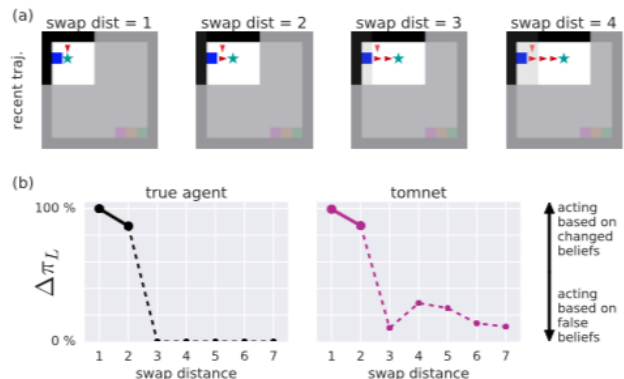 (a)
swap dist = 1 swap dist = 2 swap dist = 3 swap dist = 4
recent traj.
(b)
true agent tomnet
100 %
Δπ_L
0 %
1 2 3 4 5 6 7
swap distance
1 2 3 4 5 6 7
swap distance
acting
based on
changed
beliefs
acting
based on
false
beliefs